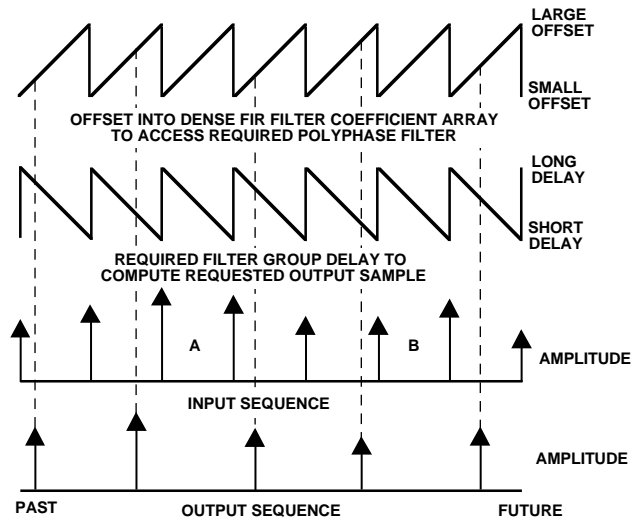 LARGE
OFFSET
SMALL
OFFSET
OFFSET INTO DENSE FIR FILTER COEFFICIENT ARRAY
TO ACCESS REQUIRED POLYPHASE FILTER
LONG
DELAY
SHORT
DELAY
REQUIRED FILTER GROUP DELAY TO
COMPUTE REQUESTED OUTPUT SAMPLE
A
B
AMPLITUDE
INPUT SEQUENCE
AMPLITUDE
PAST
OUTPUT SEQUENCE
FUTURE